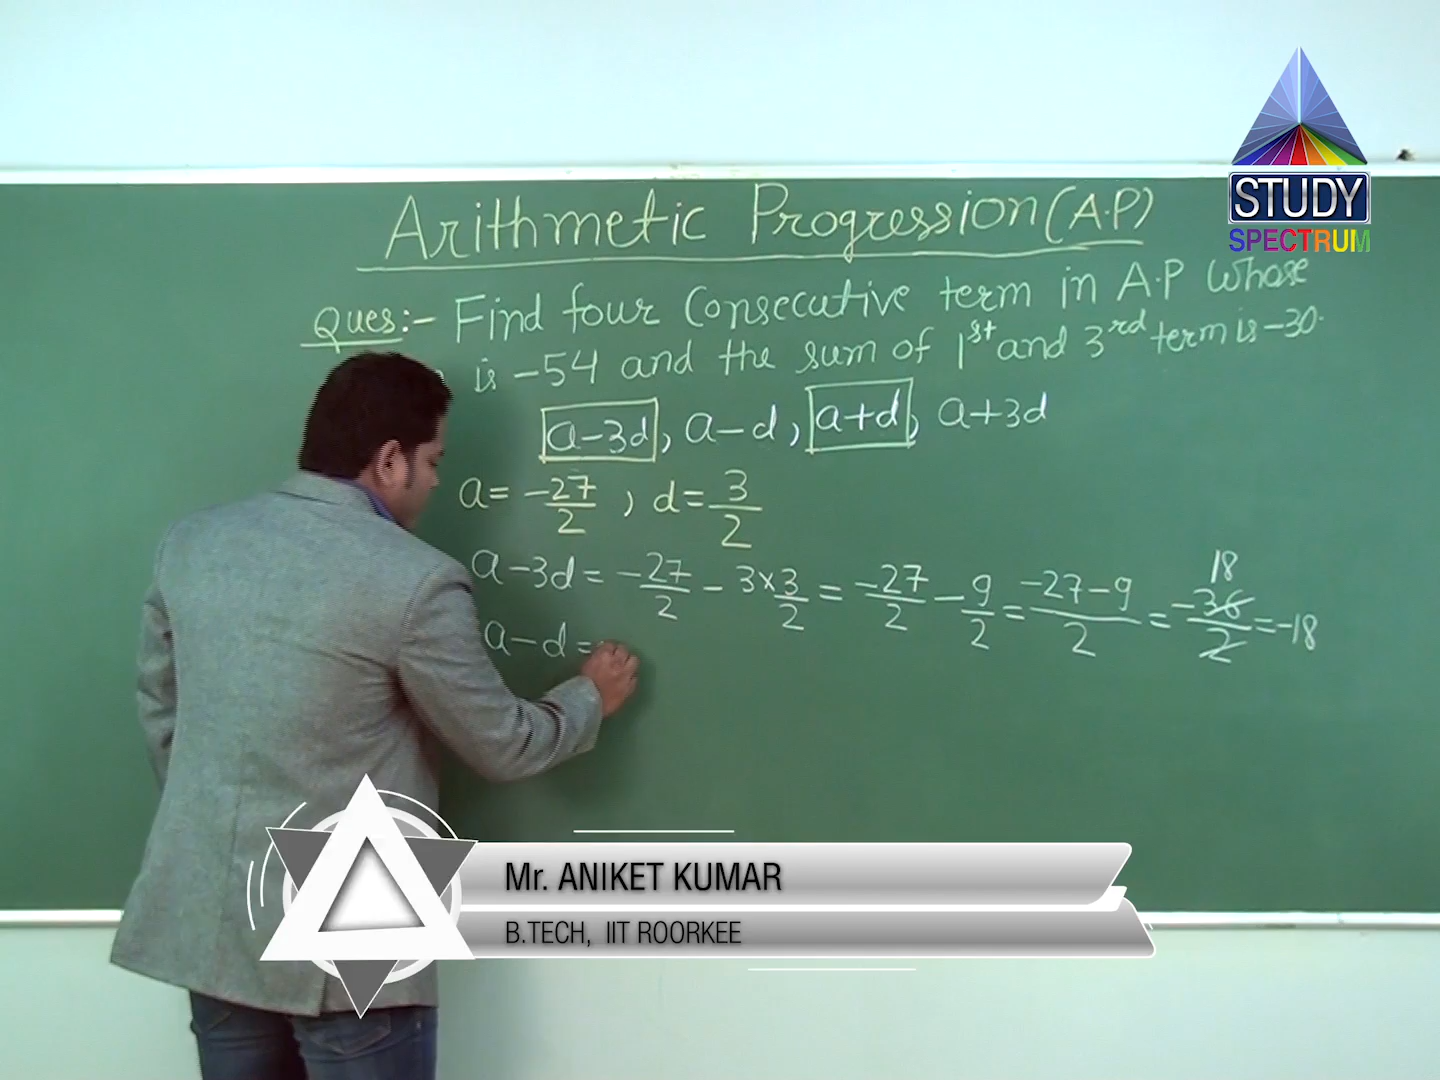 STUDY
SPECTRUM
Arithmetic Progression (A.P)
Ques:- Find four Consecutive term in A.P Whose
is -54 and the sum of 1st and 3rd term is -30.
a-3d, a-d, a+d, a+3d
a = -27/2 , d = 3/2
a-3d = -27/2 - 3×3/2 = -27/2 - 9/2 = -27-9/2 = -36/2 = -18
18
a-d =
Mr. ANIKET KUMAR
B.TECH, IIT ROORKEE